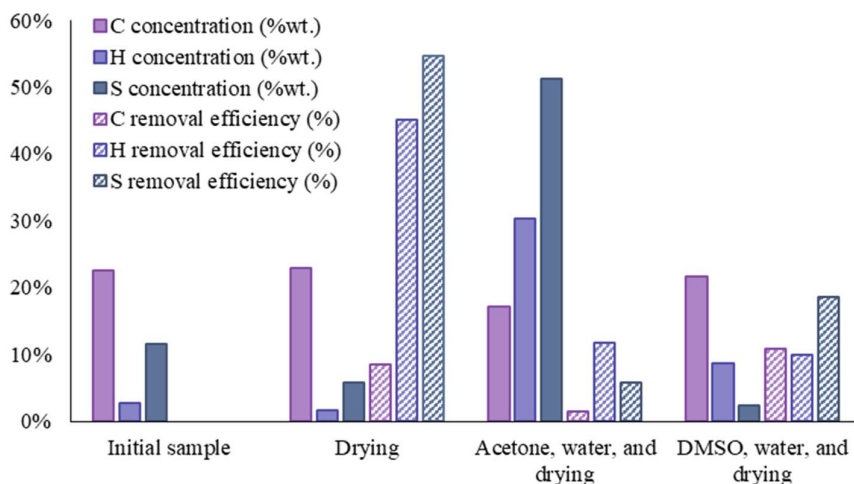 60%
50%
40%
30%
20%
10%
0%
C concentration (%wt.)
H concentration (%wt.)
S concentration (%wt.)
C removal efficiency (%)
H removal efficiency (%)
S removal efficiency (%)
Initial sample
Drying
Acetone, water, and
drying
DMSO, water, and
drying